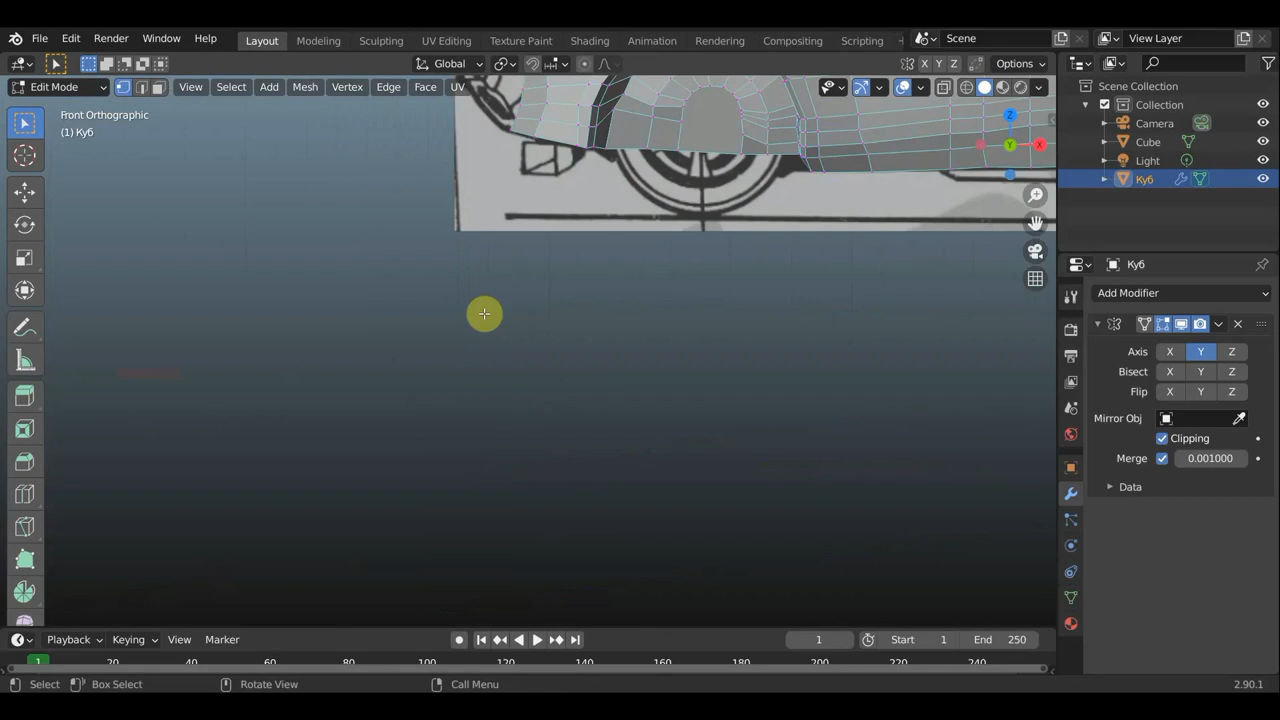 File Edit Render Window Help Layout Modeling Sculpting UV Editing Texture Paint Shading Animation Rendering Compositing Scripting + Scene View Layer
Global Options X Y Z
Edit Mode View Select Add Mesh Vertex Edge Face UV
Front Orthographic
(1) Куб
Z
Y
X
Scene Collection
Collection
Camera
Cube
Light
Куб
Куб
Add Modifier
Axis X Y Z
Bisect X Y Z
Flip X Y Z
Mirror Obj
Clipping
Merge 0.001000
Data
Playback Keying View Marker 1 Start 1 End 250
1 20 40 60 80 100 120 140 160 180 200 220 240
Select Box Select Rotate View Call Menu 2.90.1